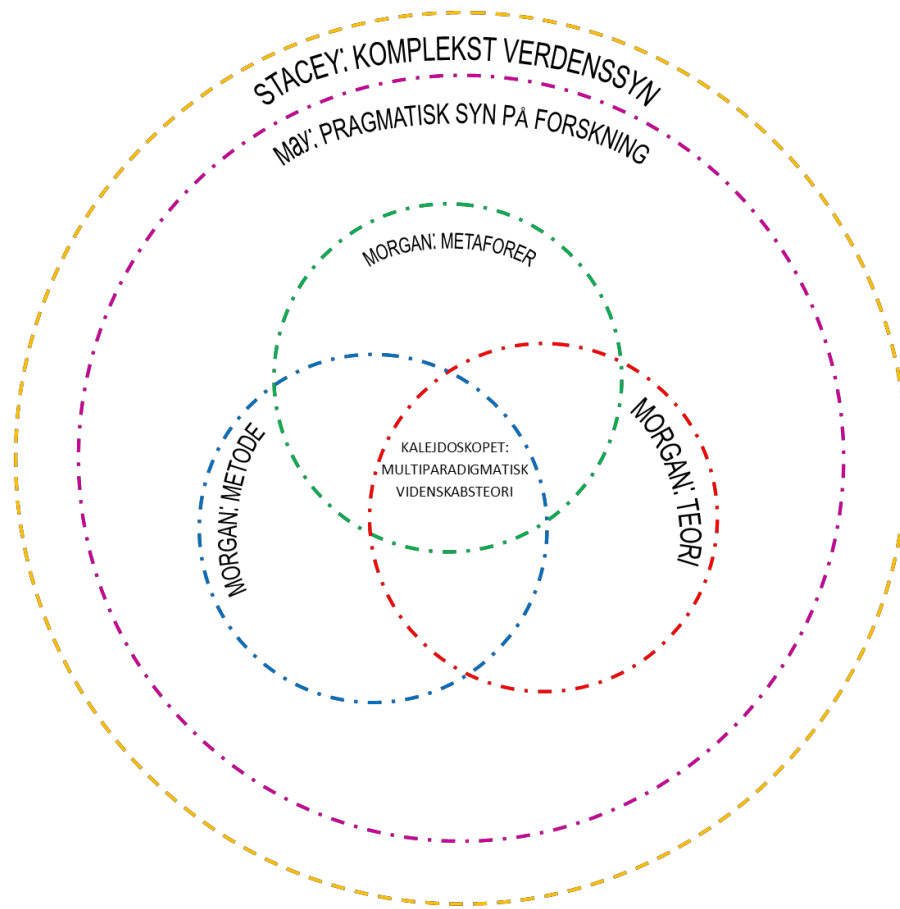 STACEY: KOMPLEKST VERDENSSYN
May: PRAGMATISK SYN PÅ FORSKNING
MORGAN: METAFORER
MORGAN: METODE
KALEJDOSKOPET:
MULTIPARADIGMATISK
VIDENSKABSTEORI
MORGAN: TEORI